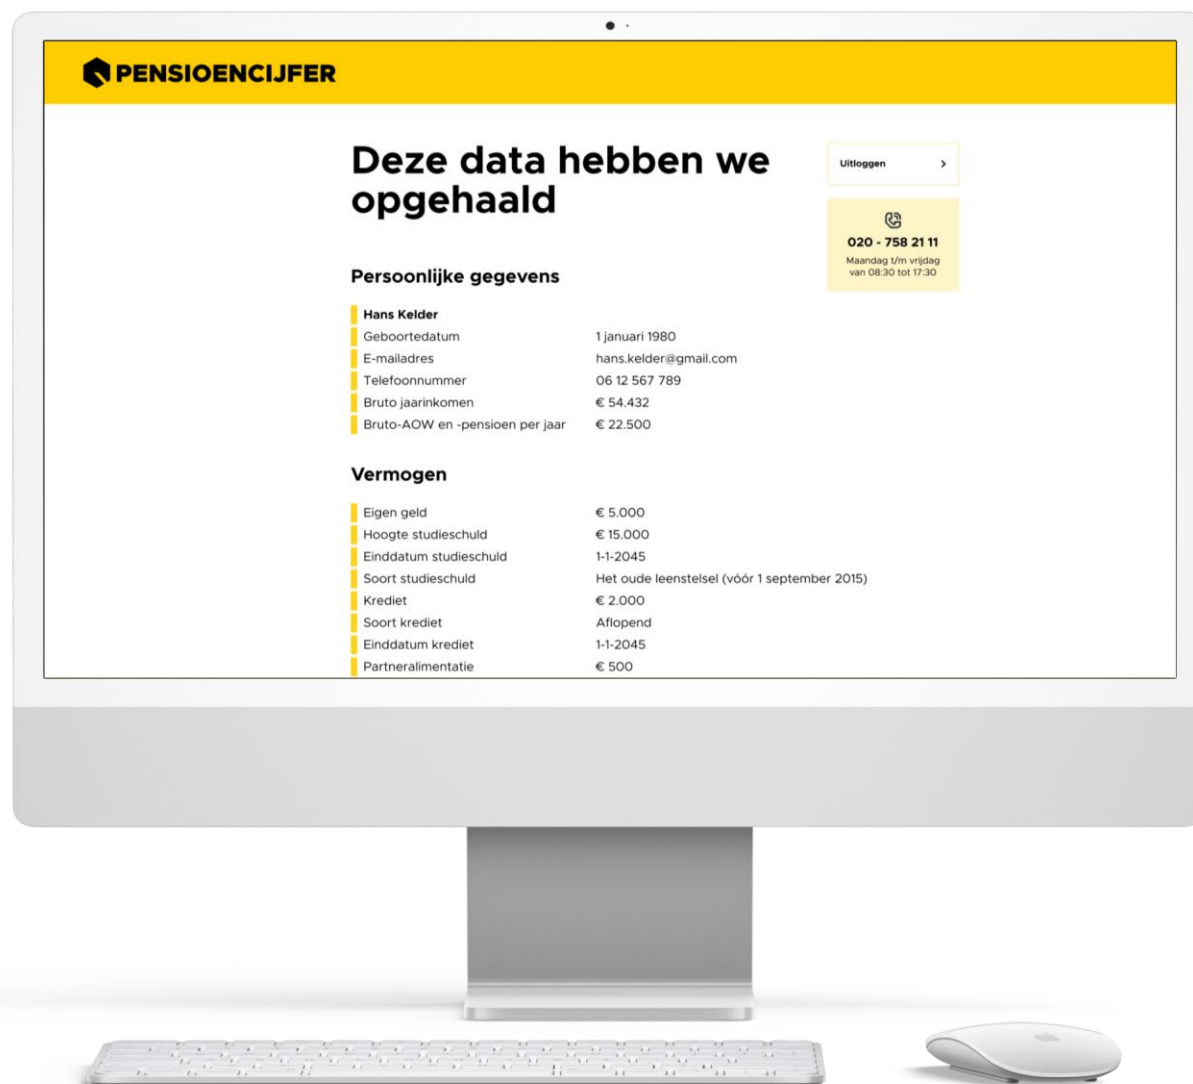 PENSIOENCIJFER
Deze data hebben we
opgehaald
Uitloggen
020 - 758 21 11
Maandag t/m vrijdag
van 08:30 tot 17:30
Persoonlijke gegevens
Hans Kelder
Geboortedatum 1 januari 1980
E-mailadres hans.kelder@gmail.com
Telefoonnummer 06 12 567 789
Bruto jaarinkomen € 54.432
Bruto-AOW en -pensioen per jaar € 22.500
Vermogen
Eigen geld € 5.000
Hoogte studieschuld € 15.000
Einddatum studieschuld 1-1-2045
Soort studieschuld Het oude leenstelsel (vóór 1 september 2015)
Krediet € 2.000
Soort krediet Aflopend
Einddatum krediet 1-1-2045
Partneralimentatie € 500